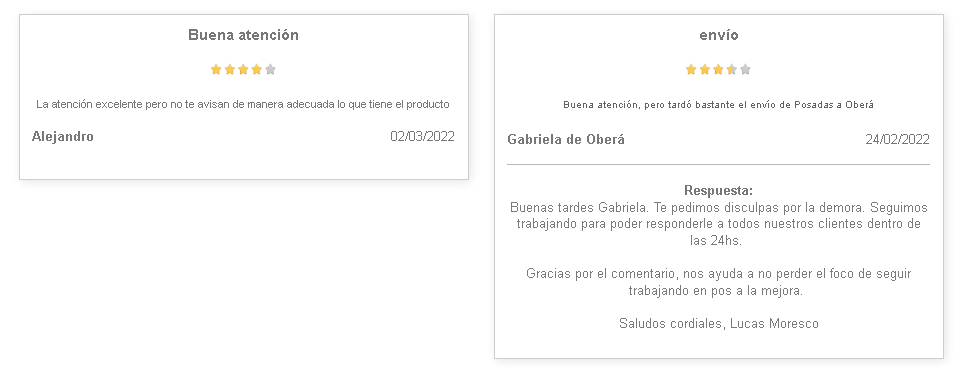 Buena atención
La atención excelente pero no te avisan de manera adecuada lo que tiene el producto
Alejandro 02/03/2022
envío
Buena atención, pero tardó bastante el envío de Posadas a Oberá
Gabriela de Oberá 24/02/2022
Respuesta:
Buenas tardes Gabriela. Te pedimos disculpas por la demora. Seguimos
trabajando para poder responderle a todos nuestros clientes dentro de
las 24hs.
Gracias por el comentario, nos ayuda a no perder el foco de seguir
trabajando en pos a la mejora.
Saludos cordiales, Lucas Moresco